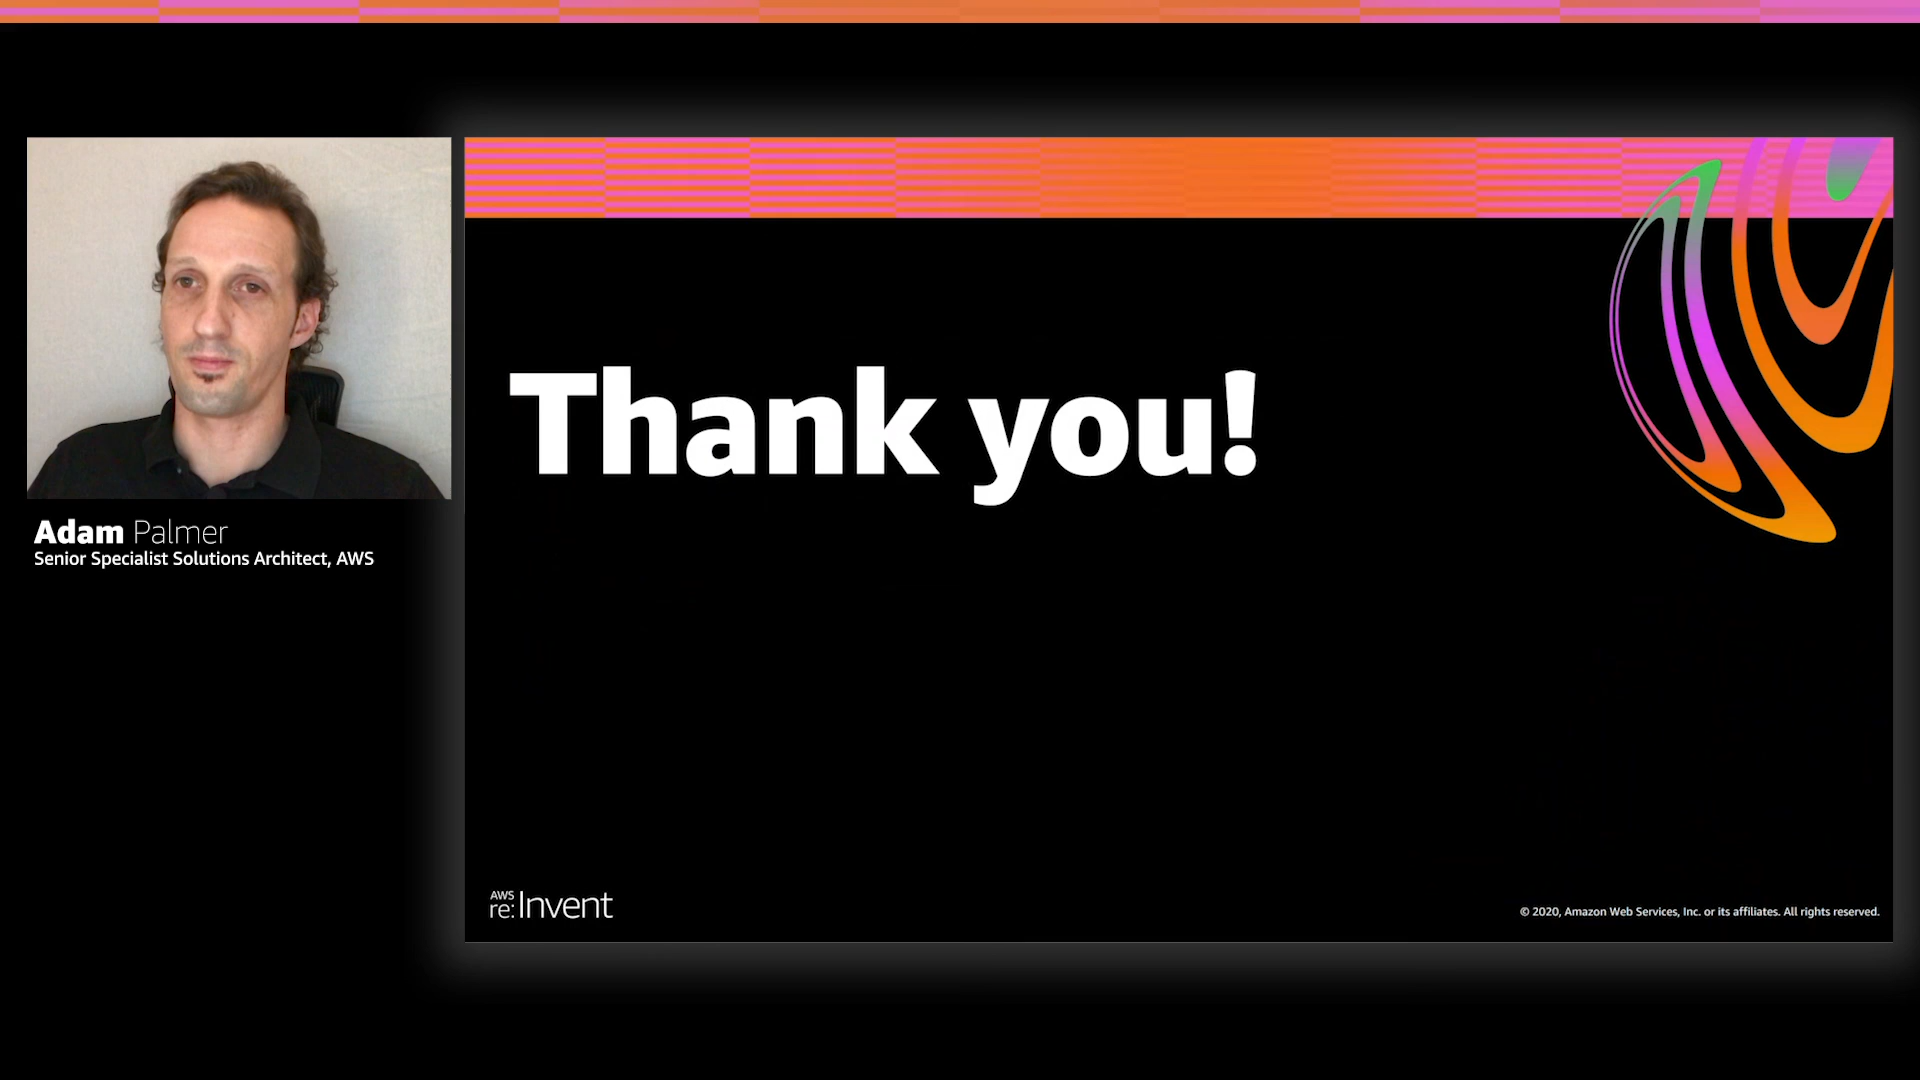 Thank you!
Adam Palmer
Senior Specialist Solutions Architect, AWS
AWS
re:Invent
© 2020, Amazon Web Services, Inc. or its affiliates. All rights reserved.